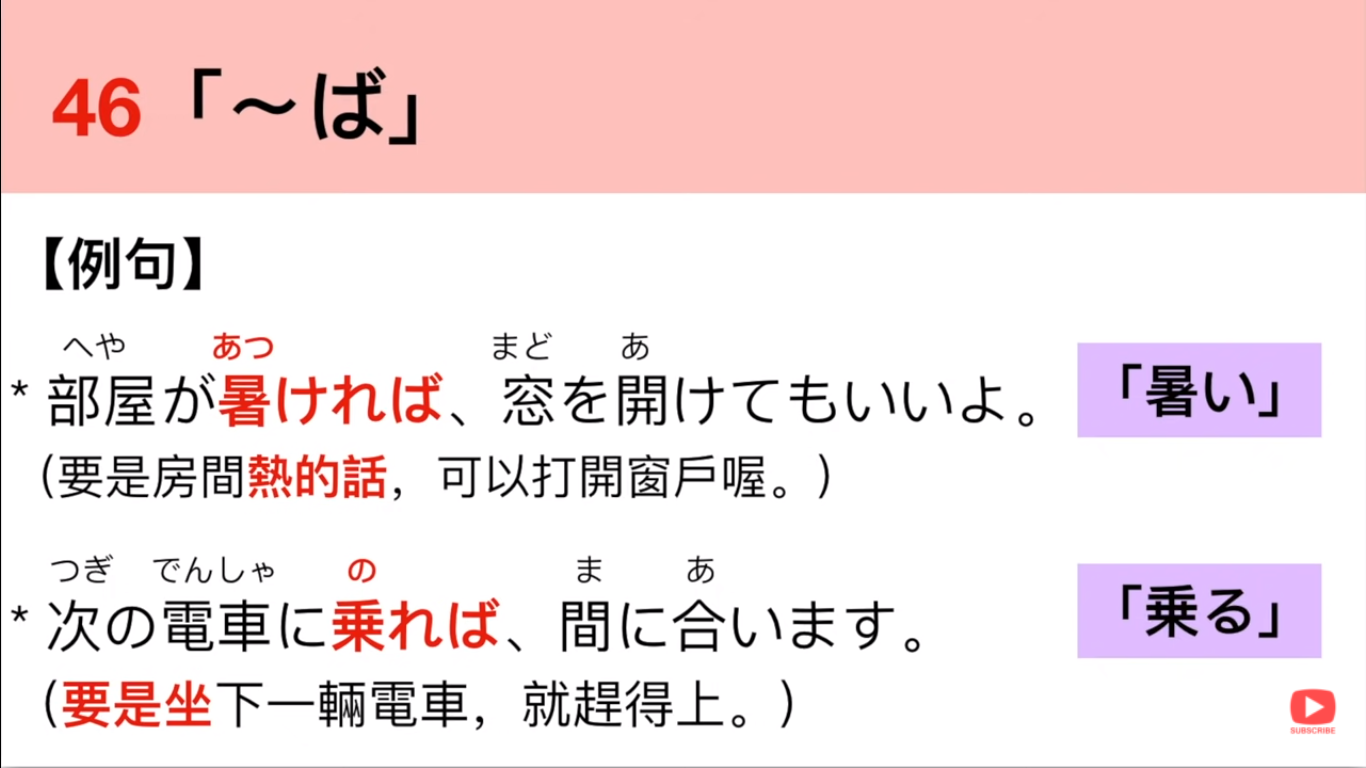 46「～ば」
【例句】
へや あつ まど あ
* 部屋が暑ければ、窓を開けてもいいよ。
「暑い」
（要是房間熱的話，可以打開窗戶喔。）
つぎ でんしゃ の ま あ
* 次の電車に乗れば、間に合います。
「乗る」
（要是坐下一輛電車，就趕得上。）
SUBSCRIBE